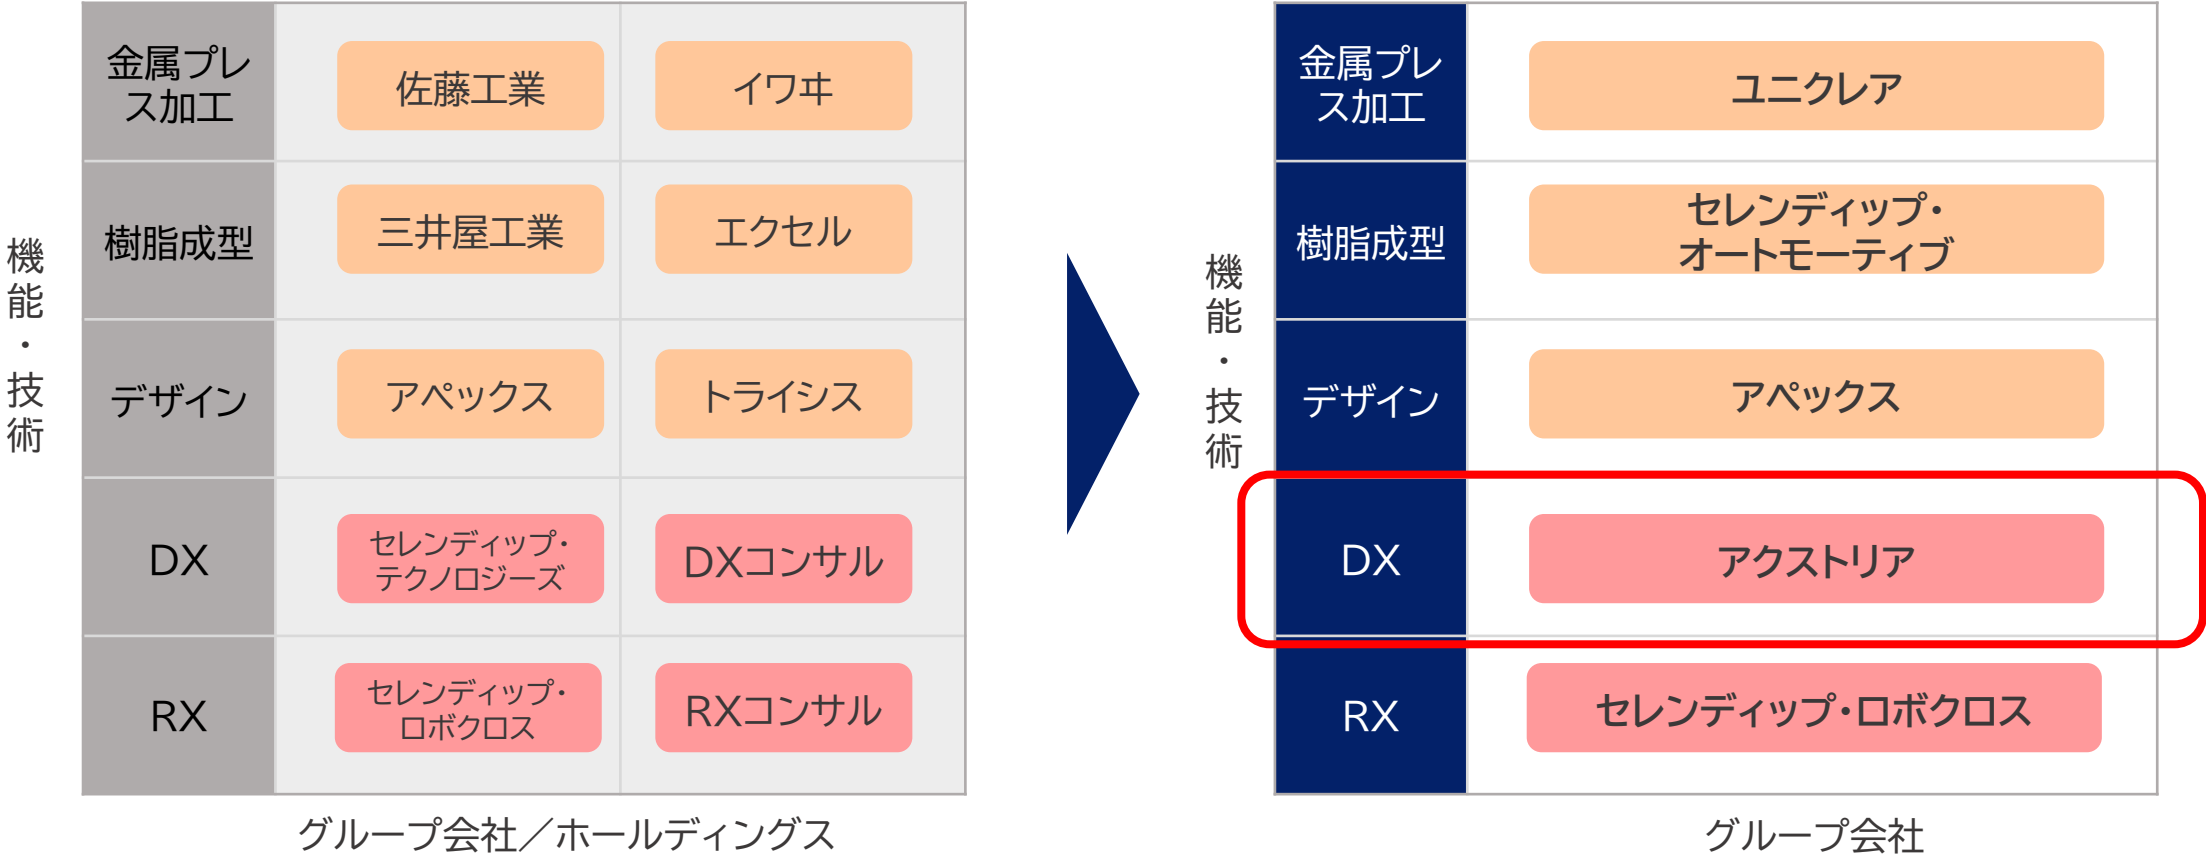 機能・技術
金属プレ
ス加工
佐藤工業
イワヰ
樹脂成型
三井屋工業
エクセル
デザイン
アペックス
トライシス
DX
セレンディップ・
テクノロジーズ
DXコンサル
RX
セレンディップ・
ロボクロス
RXコンサル
グループ会社／ホールディングス
機能・技術
金属プレ
ス加工
ユニクレア
樹脂成型
セレンディップ・
オートモーティブ
デザイン
アペックス
DX
アクストリア
RX
セレンディップ・ロボクロス
グループ会社